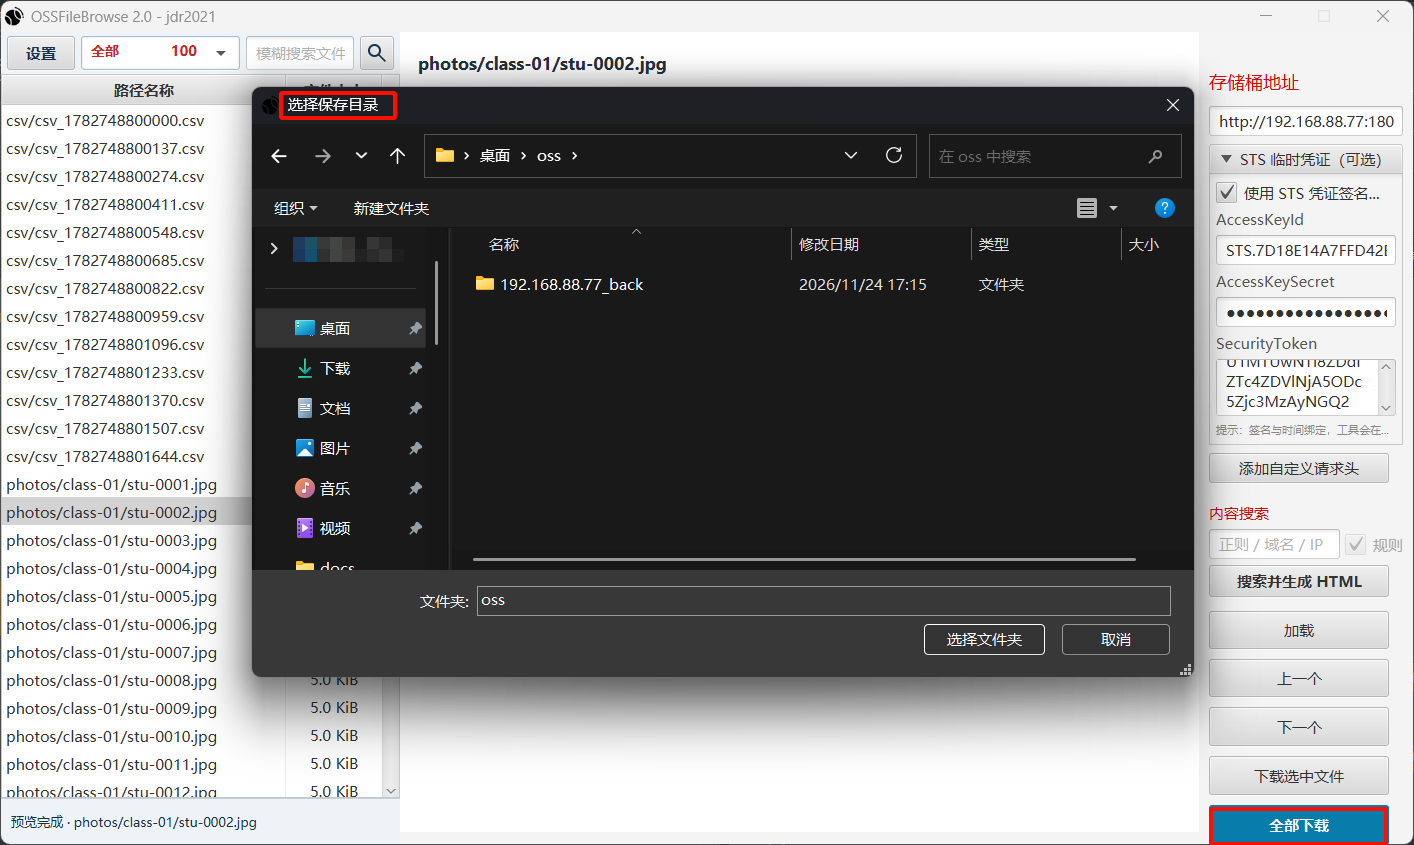 OSSFileBrowse 2.0 - jdr2021
设置
全部 100
模糊搜索文件
路径名称
csv/csv_1782748800000.csv
csv/csv_1782748800137.csv
csv/csv_1782748800274.csv
csv/csv_1782748800411.csv
csv/csv_1782748800548.csv
csv/csv_1782748800685.csv
csv/csv_1782748800822.csv
csv/csv_1782748800959.csv
csv/csv_1782748801096.csv
csv/csv_1782748801233.csv
csv/csv_1782748801370.csv
csv/csv_1782748801507.csv
csv/csv_1782748801644.csv
photos/class-01/stu-0001.jpg
photos/class-01/stu-0002.jpg
photos/class-01/stu-0003.jpg
photos/class-01/stu-0004.jpg
photos/class-01/stu-0005.jpg
photos/class-01/stu-0006.jpg
photos/class-01/stu-0007.jpg
photos/class-01/stu-0008.jpg 5.0 KiB
photos/class-01/stu-0009.jpg 5.0 KiB
photos/class-01/stu-0010.jpg 5.0 KiB
photos/class-01/stu-0011.jpg 5.0 KiB
photos/class-01/stu-0012.jpg 5.0 KiB
预览完成 · photos/class-01/stu-0002.jpg
photos/class-01/stu-0002.jpg
选择保存目录
桌面 › oss ›
在 oss 中搜索
组织
新建文件夹
名称 修改日期 类型 大小
192.168.88.77_back 2026/11/24 17:15 文件夹
桌面
下载
文档
图片
音乐
视频
docs
文件夹: oss
选择文件夹 取消
存储桶地址
http://192.168.88.77:180
STS 临时凭证（可选）
使用 STS 凭证签名...
AccessKeyId
STS.7D18E14A7FFD42
AccessKeySecret
SecurityToken
ZTc4ZDVlNjA5ODc
5Zjc3MzAyNGQ2
提示：签名与时间绑定，工具会在...
添加自定义请求头
内容搜索
正则 / 域名 / IP 规则
搜索并生成 HTML
加载
上一个
下一个
下载选中文件
全部下载